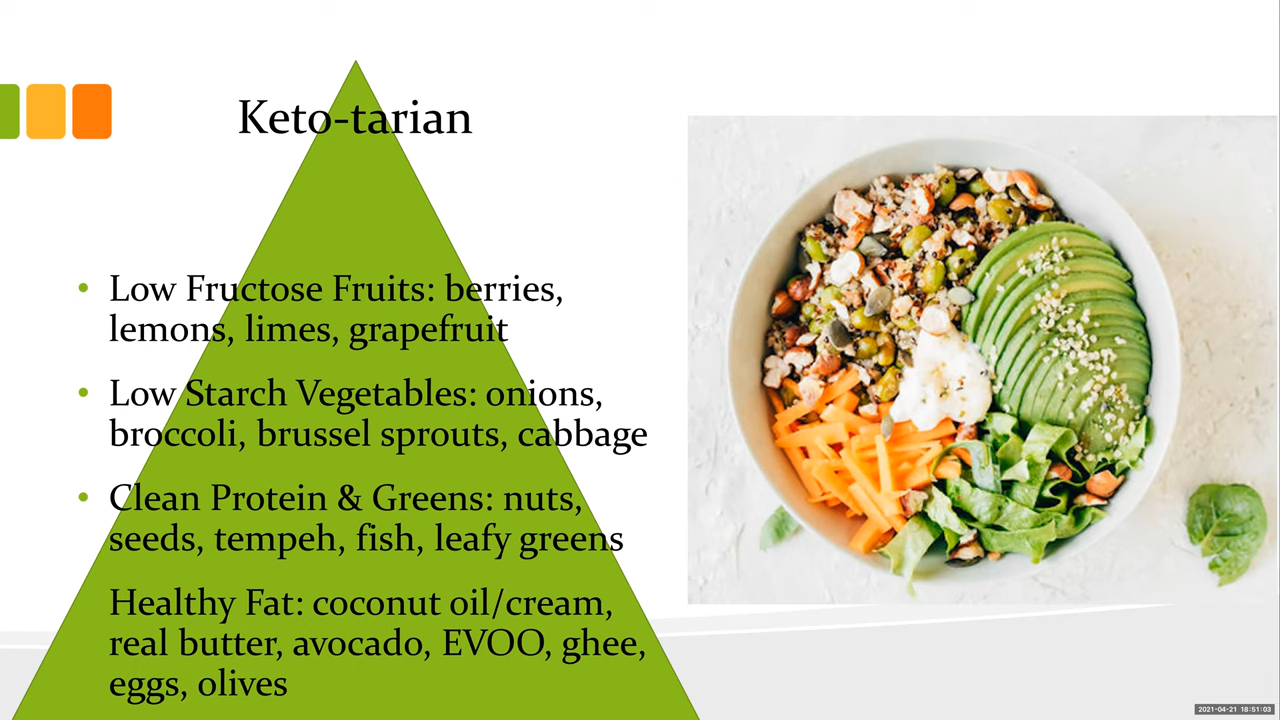 Keto-tarian
• Low Fructose Fruits: berries,
lemons, limes, grapefruit
• Low Starch Vegetables: onions,
broccoli, brussel sprouts, cabbage
• Clean Protein & Greens: nuts,
seeds, tempeh, fish, leafy greens
Healthy Fat: coconut oil/cream,
real butter, avocado, EVOO, ghee,
eggs, olives
2021-04-21 18:51:03